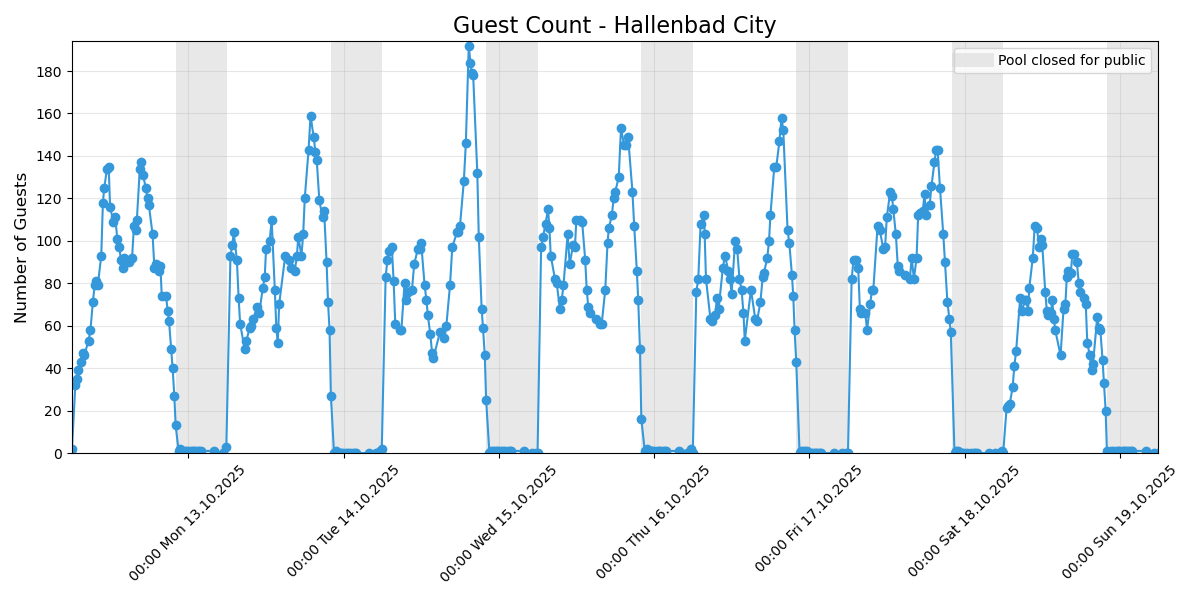 Guest Count - Hallenbad City
Pool closed for public
Number of Guests
180
160
140
120
100
80
60
40
20
0
00:00 Mon 13.10.2025
00:00 Tue 14.10.2025
00:00 Wed 15.10.2025
00:00 Thu 16.10.2025
00:00 Fri 17.10.2025
00:00 Sat 18.10.2025
00:00 Sun 19.10.2025